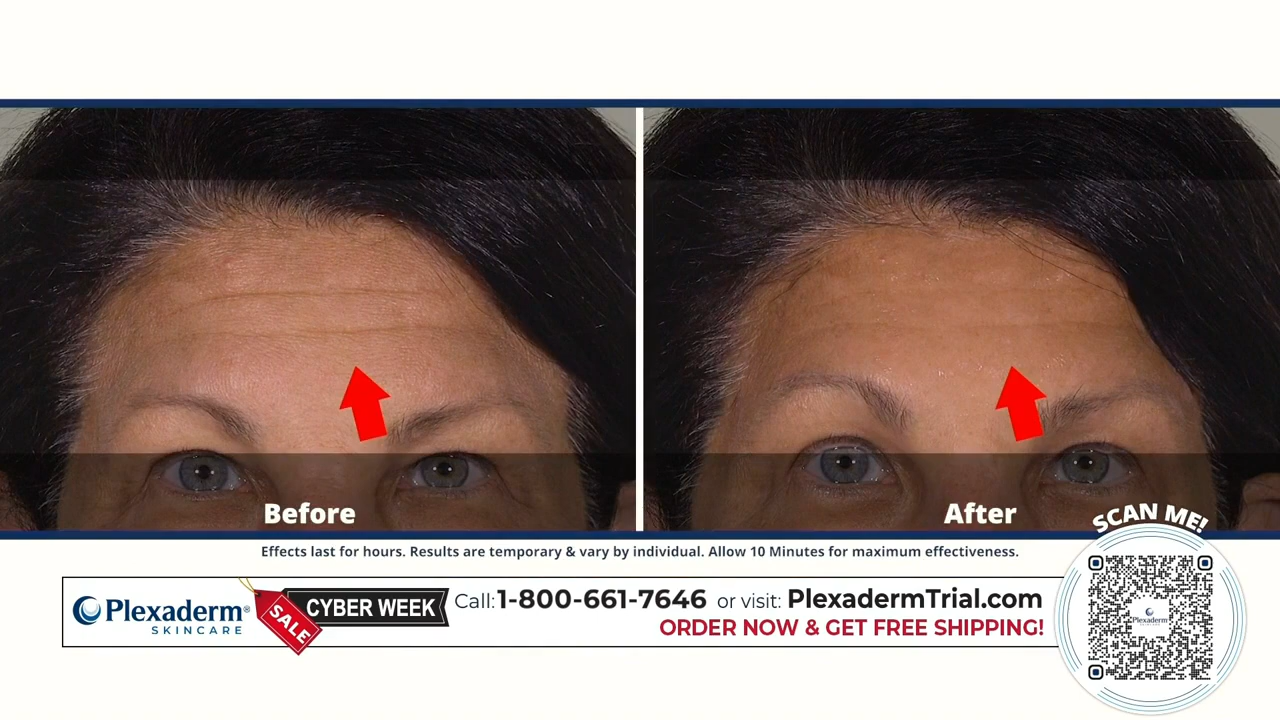 Before
After
Effects last for hours. Results are temporary & vary by individual. Allow 10 Minutes for maximum effectiveness.
SCAN ME!
Plexaderm®
SKINCARE
SALE
CYBER WEEK
Call: 1-800-661-7646 or visit: PlexadermTrial.com
ORDER NOW & GET FREE SHIPPING!
Plexaderm